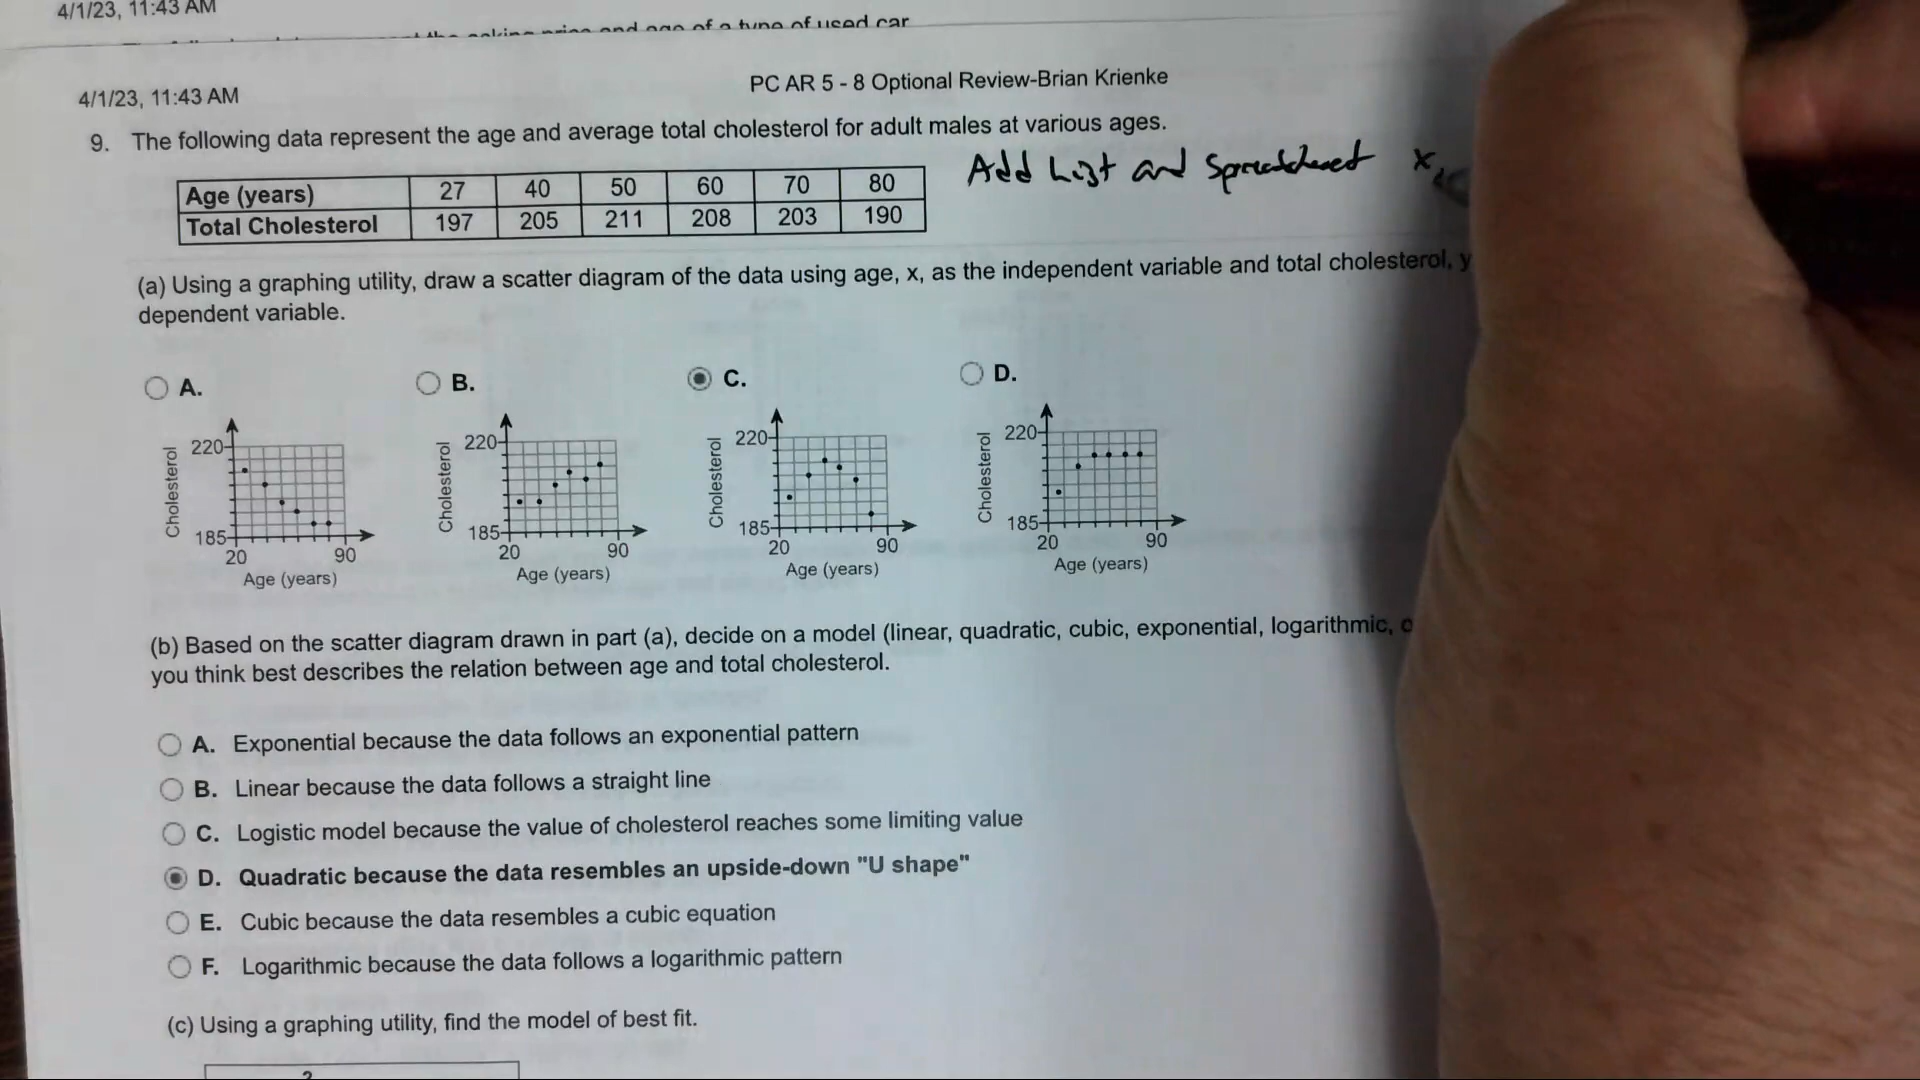 4/1/23, 11:43 AM
the asking price and age of a type of used car
4/1/23, 11:43 AM
PC AR 5 - 8 Optional Review-Brian Krienke
9. The following data represent the age and average total cholesterol for adult males at various ages.
Add List and Spreadsheet x,
Age (years) 27 40 50 60 70 80
Total Cholesterol 197 205 211 208 203 190
(a) Using a graphing utility, draw a scatter diagram of the data using age, x, as the independent variable and total cholesterol, y
dependent variable.
A. B. C. D.
220 220 220 220
Cholesterol Cholesterol Cholesterol Cholesterol
185 185 185 185
20 90 20 90 20 90 20 90
Age (years) Age (years) Age (years) Age (years)
(b) Based on the scatter diagram drawn in part (a), decide on a model (linear, quadratic, cubic, exponential, logarithmic,
you think best describes the relation between age and total cholesterol.
A. Exponential because the data follows an exponential pattern
B. Linear because the data follows a straight line
C. Logistic model because the value of cholesterol reaches some limiting value
D. Quadratic because the data resembles an upside-down "U shape"
E. Cubic because the data resembles a cubic equation
F. Logarithmic because the data follows a logarithmic pattern
(c) Using a graphing utility, find the model of best fit.